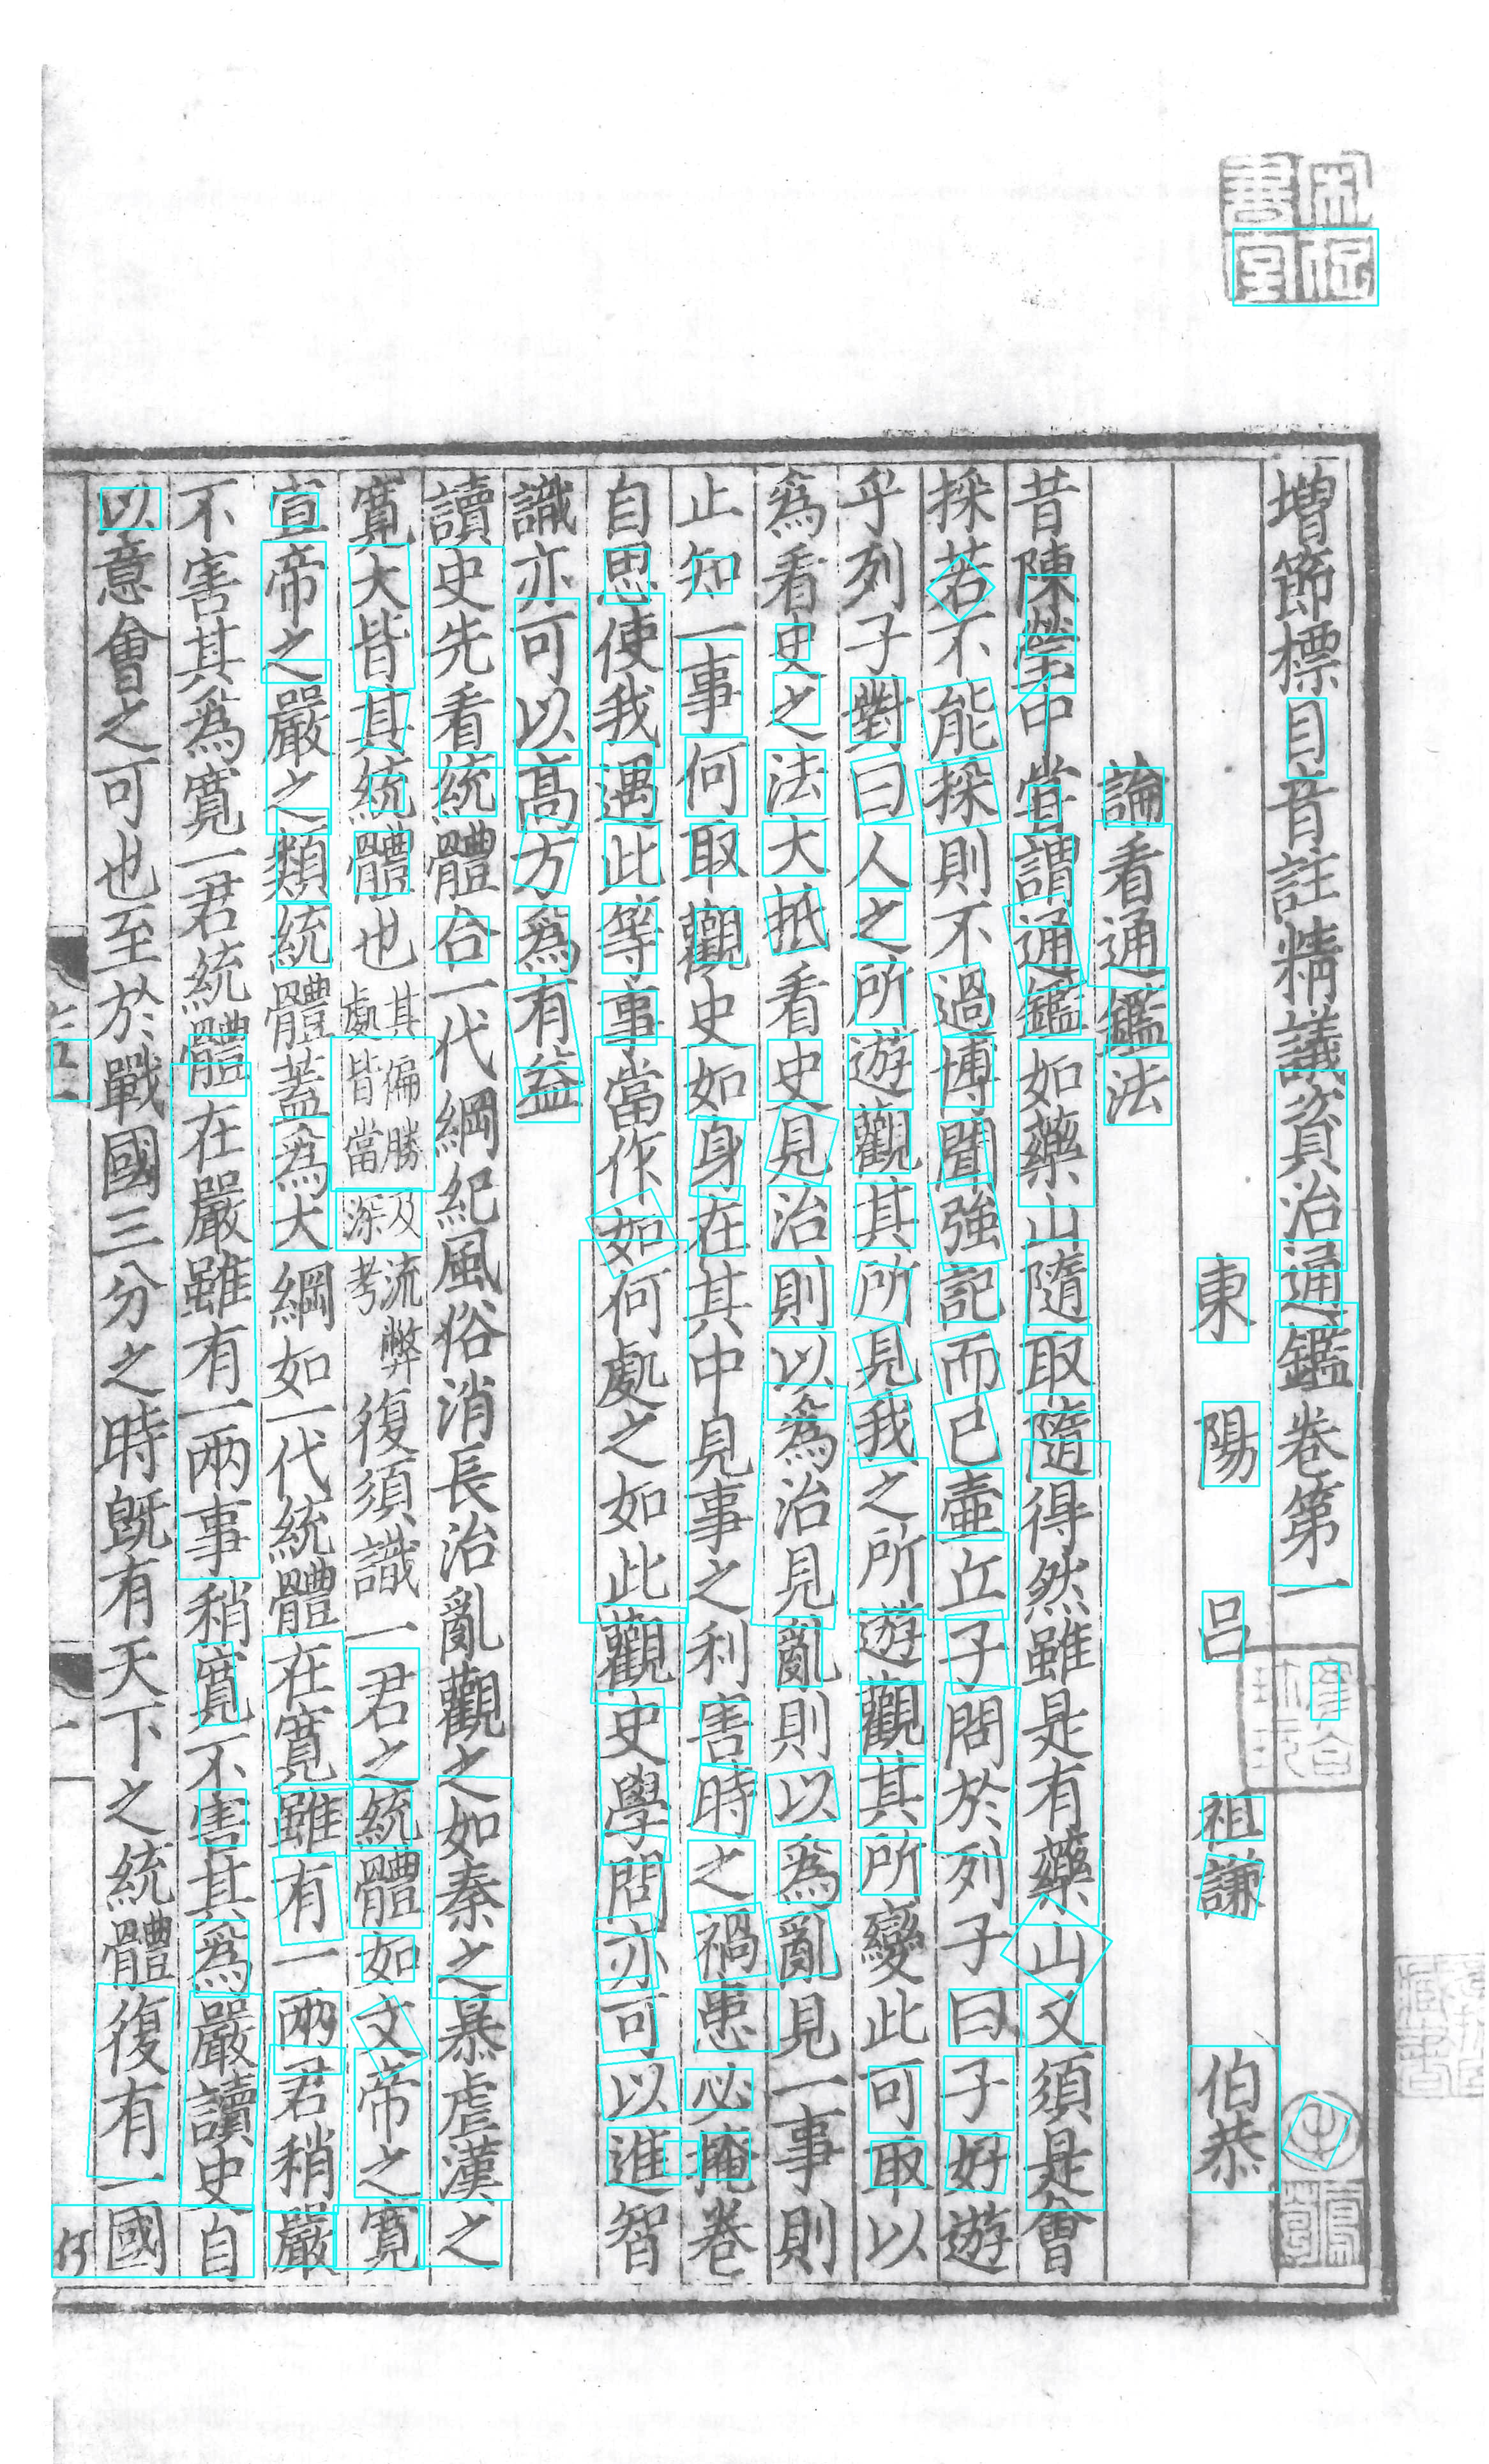 增節標目音註精議資治通鑑卷第一
東陽呂祖謙伯恭
論看通鑑法
昔陳瑩中嘗謂通鑑如藥山隨取隨得然雖是有藥山又須是會
採若不能採則不過博聞強記而已壺丘子問於列子曰子好遊
乎列子對曰人之所遊觀其所見我之所遊觀其所變此可取以
爲看史之法大抵看史見治則以爲治見亂則以爲亂見一事則
止知一事何取觀史如身在其中見事之利害時之禍患必掩卷
自思使我遇此等事當作如何處之如此觀史學問亦可以進智
識亦可以高方爲有益
讀史先看統體合一代綱紀風俗消長治亂觀之如秦之暴虐漢之
寬大皆其統體也其偏勝及流弊處皆當深考復須識一君之統體如文帝之寬
宣帝之嚴之類統體蓋爲大綱如一代統體在寬雖有一兩君稍嚴
不害其爲寬一君統體在嚴雖有一兩事稍寬不害其爲嚴讀史自
以意會之可也至於戰國三分之時旣有天下之統體復有一國